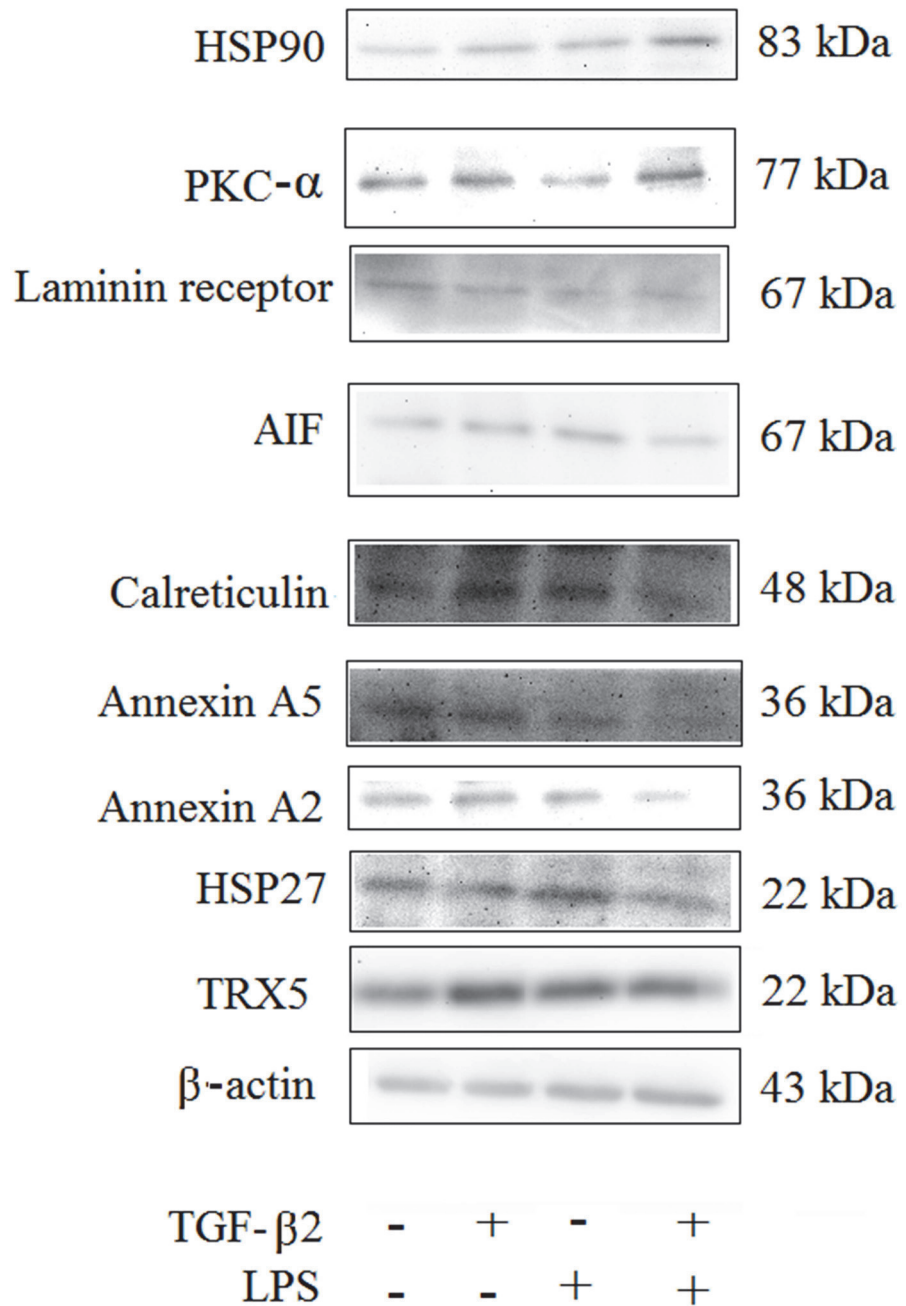 HSP90 83 kDa
PKC-α 77 kDa
Laminin receptor 67 kDa
AIF 67 kDa
Calreticulin 48 kDa
Annexin A5 36 kDa
Annexin A2 36 kDa
HSP27 22 kDa
TRX5 22 kDa
β-actin 43 kDa
TGF-β2 - + - +
LPS - - + +